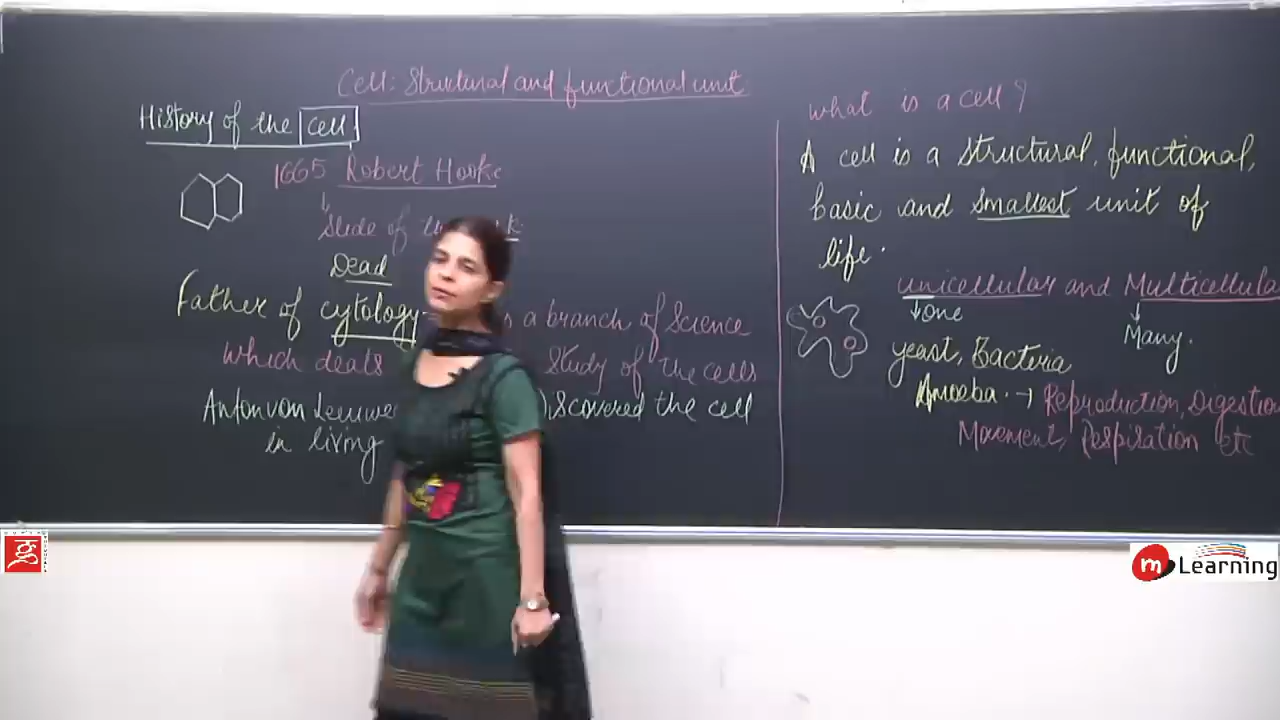 Cell: Structural and functional unit
History of the cell.
1665 Robert Hooke
Slide of
Dead
Father of cytology
s a branch of Science
which deals
Study of the cells
Antonvon Leeuwe
scovered the cell
in living
what is a cell?
A cell is a structural, functional,
basic and smallest unit of
life.
unicellular and Multicellula
↓one
↓
Many.
yeast, Bacteria
Amoeba. → Reproduction, Digestion
Movement, Respiration etc
m Learning